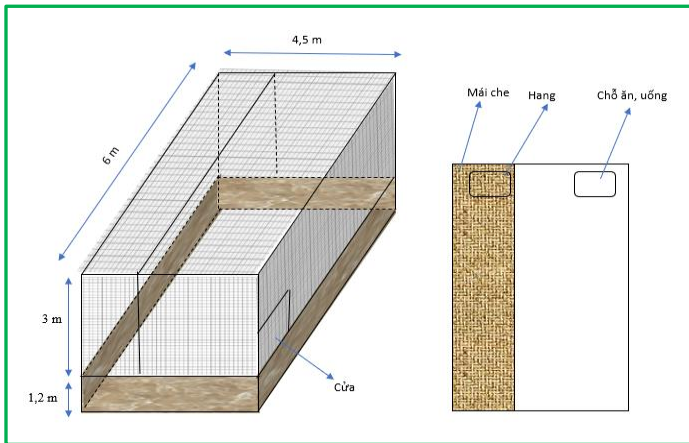 4,5 m
6 m
3 m
1,2 m
Cửa
Mái che
Hang
Chỗ ăn, uống